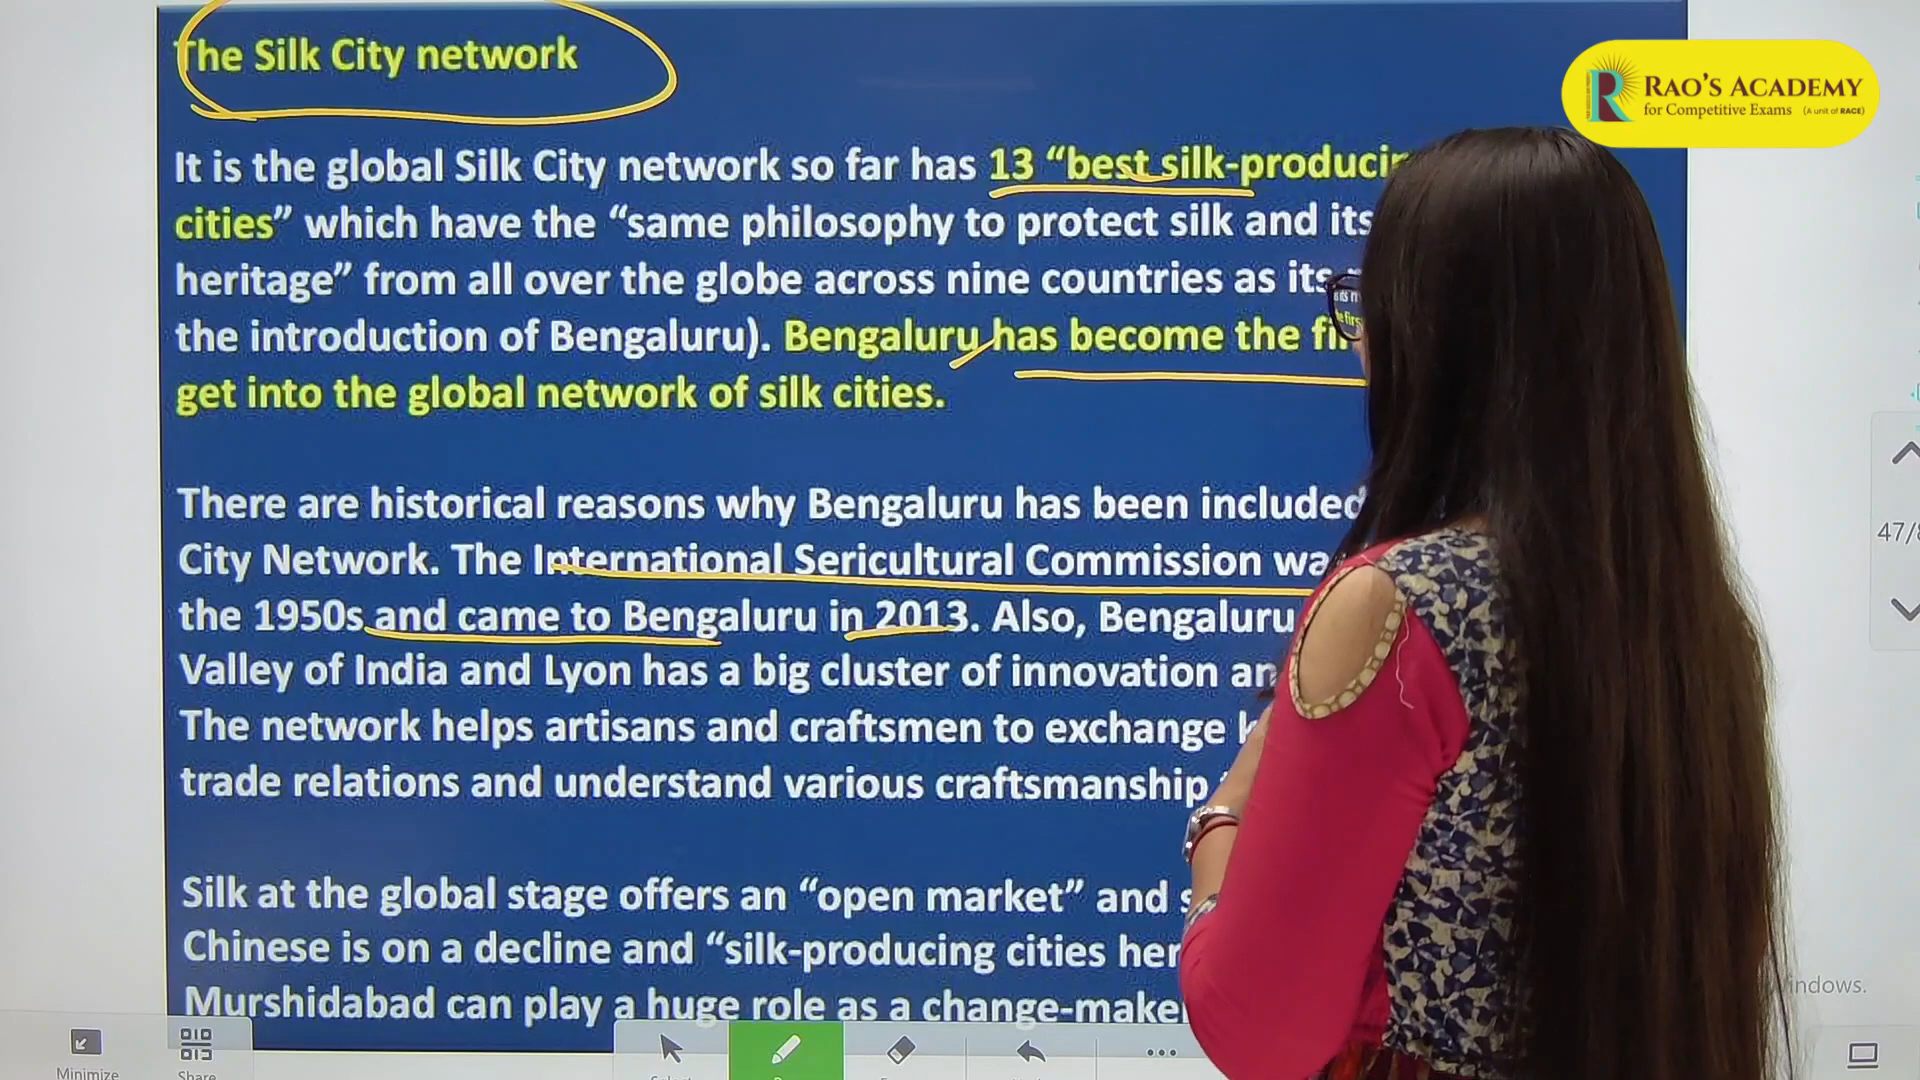 The Silk City network
RAO'S ACADEMY
for Competitive Exams (A unit of RACE)
It is the global Silk City network so far has 13 “best silk-producin
cities” which have the “same philosophy to protect silk and its
heritage” from all over the globe across nine countries as its
the introduction of Bengaluru). Bengaluru has become the fi
get into the global network of silk cities.
There are historical reasons why Bengaluru has been included
City Network. The International Sericultural Commission wa
the 1950s and came to Bengaluru in 2013. Also, Bengaluru
Valley of India and Lyon has a big cluster of innovation an
The network helps artisans and craftsmen to exchange k
trade relations and understand various craftsmanship
Silk at the global stage offers an “open market” and s
Chinese is on a decline and “silk-producing cities her
Murshidabad can play a huge role as a change-make
47/8
indows.
Minimize
Share